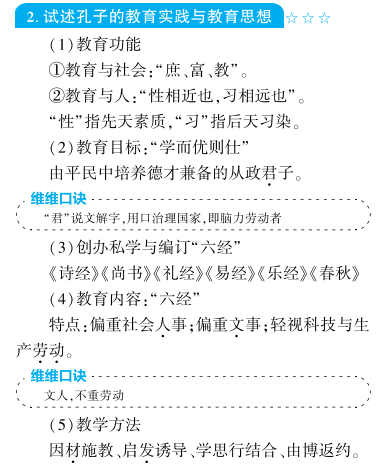 2. 试述孔子的教育实践与教育思想 ☆☆☆
(1)教育功能
①教育与社会:“庶、富、教”。
②教育与人:“性相近也,习相远也”。
“性”指先天素质,“习”指后天习染。
(2)教育目标:“学而优则仕”
由平民中培养德才兼备的从政君子。
维维口诀
“君”说文解字,用口治理国家,即脑力劳动者
(3)创办私学与编订“六经”
《诗经》《尚书》《礼经》《易经》《乐经》《春秋》
(4)教育内容:“六经”
特点:偏重社会人事;偏重文事;轻视科技与生
产劳动。
维维口诀
文人,不重劳动
(5)教学方法
因材施教、启发诱导、学思行结合、由博返约。